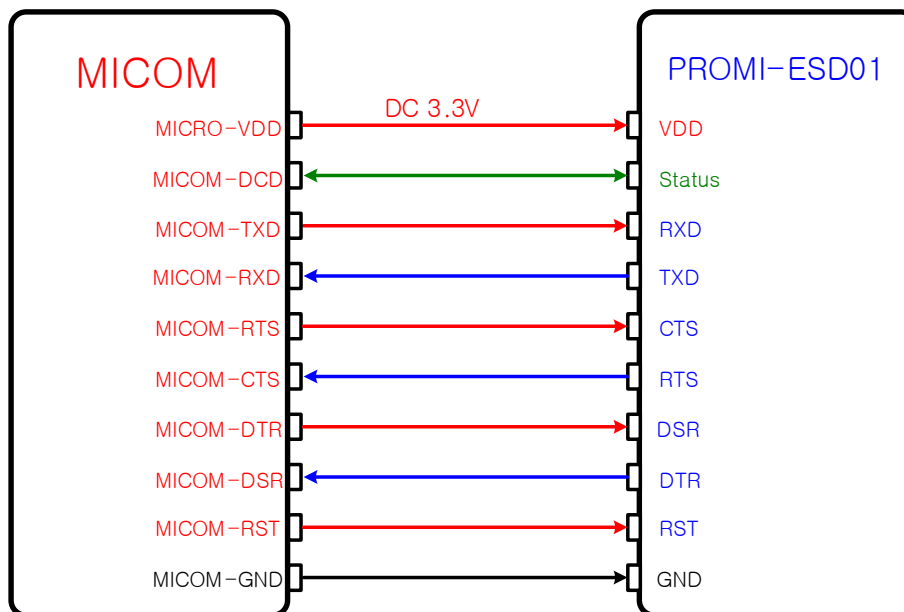 MICOM
PROMI-ESD01
DC 3.3V
MICRO-VDD
VDD
MICOM-DCD
Status
MICOM-TXD
RXD
MICOM-RXD
TXD
MICOM-RTS
CTS
MICOM-CTS
RTS
MICOM-DTR
DSR
MICOM-DSR
DTR
MICOM-RST
RST
MICOM-GND
GND